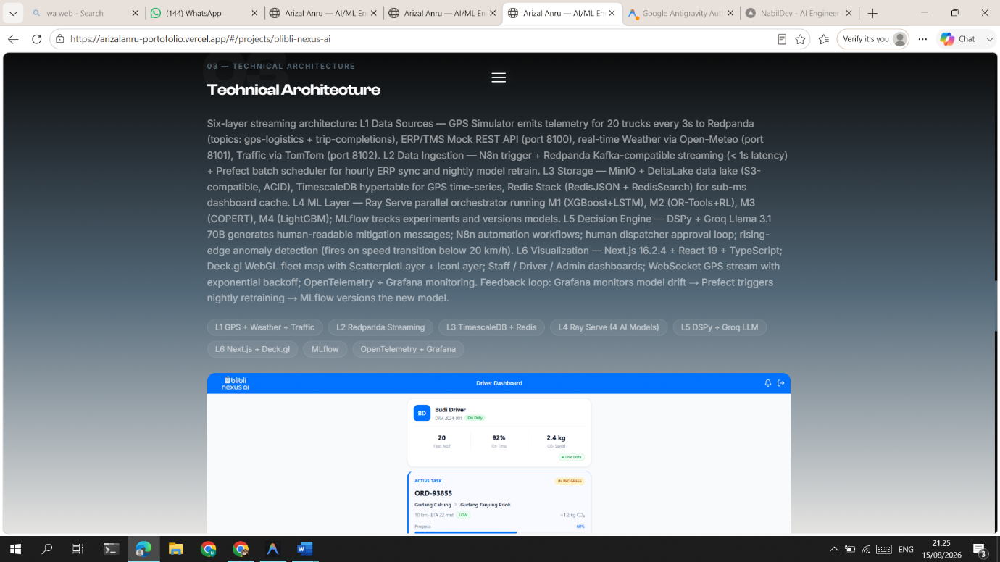 wa web - Search
(144) WhatsApp
Arizal Anru — AI/ML En
Arizal Anru — AI/ML En
Arizal Anru — AI/ML En
Google Antigravity Auth
NabilDev - AI Engineer
https://arizalanru-portofolio.vercel.app/#/projects/blibli-nexus-ai
Verify it's you
Chat
03 — TECHNICAL ARCHITECTURE
Technical Architecture
Six-layer streaming architecture: L1 Data Sources — GPS Simulator emits telemetry for 20 trucks every 3s to Redpanda
(topics: gps-logistics + trip-completions), ERP/TMS Mock REST API (port 8100), real-time Weather via Open-Meteo (port
8101), Traffic via TomTom (port 8102). L2 Data Ingestion — N8n trigger + Redpanda Kafka-compatible streaming (< 1s latency)
+ Prefect batch scheduler for hourly ERP sync and nightly model retrain. L3 Storage — MinIO + DeltaLake data lake (S3-
compatible, ACID), TimescaleDB hypertable for GPS time-series, Redis Stack (RedisJSON + RedisSearch) for sub-ms
dashboard cache. L4 ML Layer — Ray Serve parallel orchestrator running M1 (XGBoost+LSTM), M2 (OR-Tools+RL), M3
(COPERT), M4 (LightGBM); MLflow tracks experiments and versions models. L5 Decision Engine — DSPy + Groq Llama 3.1
70B generates human-readable mitigation messages; N8n automation workflows; human dispatcher approval loop; rising-
edge anomaly detection (fires on speed transition below 20 km/h). L6 Visualization — Next.js 16.2.4 + React 19 + TypeScript;
Deck.gl WebGL fleet map with ScatterplotLayer + IconLayer; Staff / Driver / Admin dashboards; WebSocket GPS stream with
exponential backoff; OpenTelemetry + Grafana monitoring. Feedback loop: Grafana monitors model drift → Prefect triggers
nightly retraining → MLflow versions the new model.
L1 GPS + Weather + Traffic
L2 Redpanda Streaming
L3 TimescaleDB + Redis
L4 Ray Serve (4 AI Models)
L5 DSPy + Groq LLM
L6 Next.js + Deck.gl
MLflow
OpenTelemetry + Grafana
blibli
nexus ai
Driver Dashboard
BD
Budi Driver
DRV-2024-001
On Duty
20
92%
2.4 kg
Fleet Aktif
On-Time
CO₂ Saved
Live Data
ACTIVE TASK
IN PROGRESS
ORD-93855
Gudang Cakung > Gudang Tanjung Priok
10 km · ETA 22 mnt
LOW
~1.2 kg CO₂
Progress
60%
ENG
21.25
15/08/2026
3